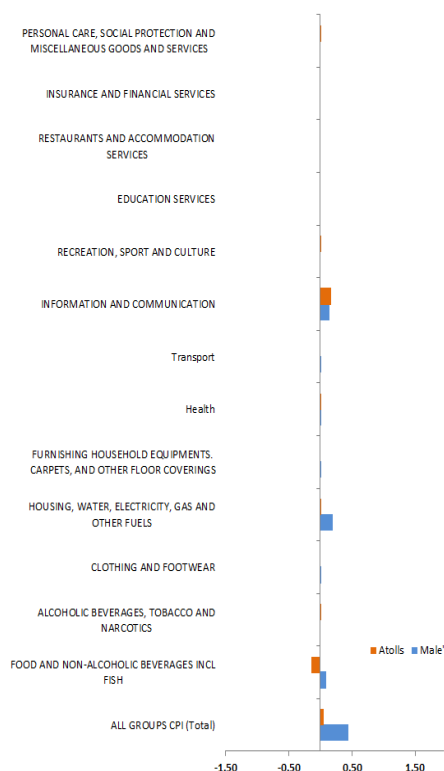 PERSONAL CARE, SOCIAL PROTECTION AND
MISCELLANEOUS GOODS AND SERVICES
INSURANCE AND FINANCIAL SERVICES
RESTAURANTS AND ACCOMMODATION
SERVICES
EDUCATION SERVICES
RECREATION, SPORT AND CULTURE
INFORMATION AND COMMUNICATION
Transport
Health
FURNISHING HOUSEHOLD EQUIPMENTS.
CARPETS, AND OTHER FLOOR COVERINGS
HOUSING, WATER, ELECTRICITY, GAS AND
OTHER FUELS
CLOTHING AND FOOTWEAR
ALCOHOLIC BEVERAGES, TOBACCO AND
NARCOTICS
Atolls Male'
FOOD AND NON-ALCOHOLIC BEVERAGES INCL
FISH
ALL GROUPS CPI (Total)
-1.50 -0.50 0.50 1.50